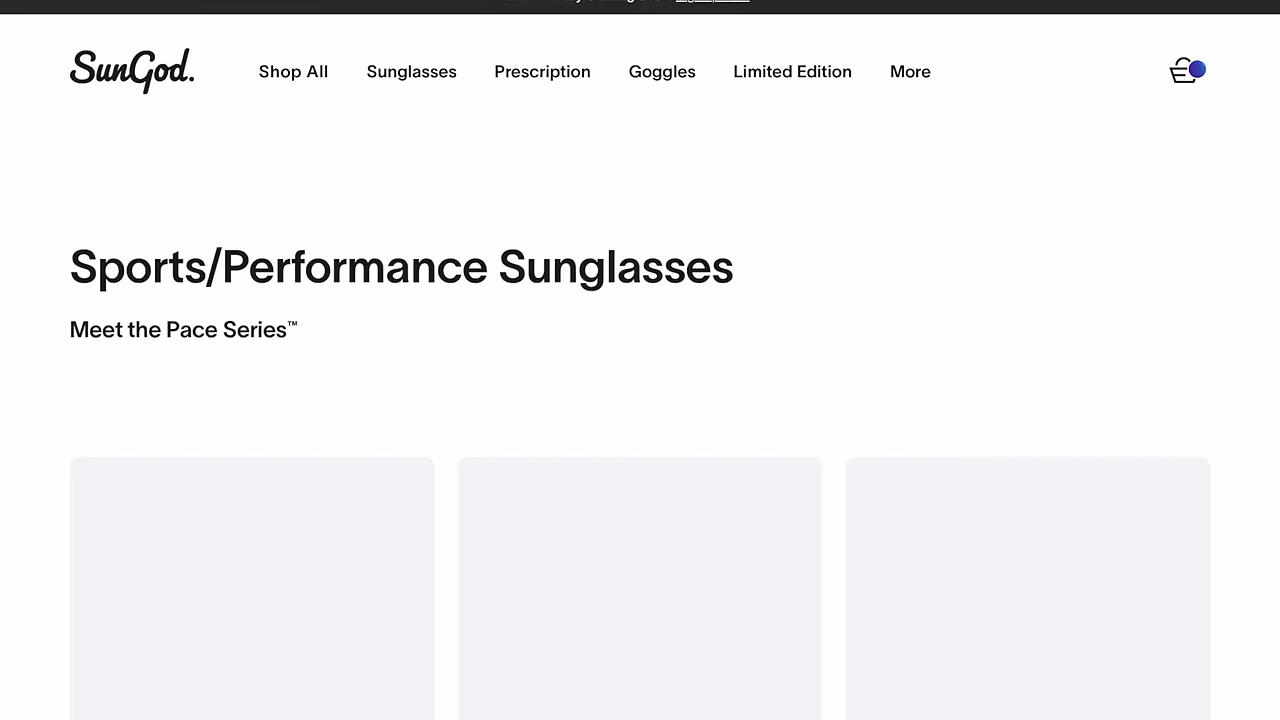 SunGod.
Shop All
Sunglasses
Prescription
Goggles
Limited Edition
More
Sports/Performance Sunglasses
Meet the Pace Series™